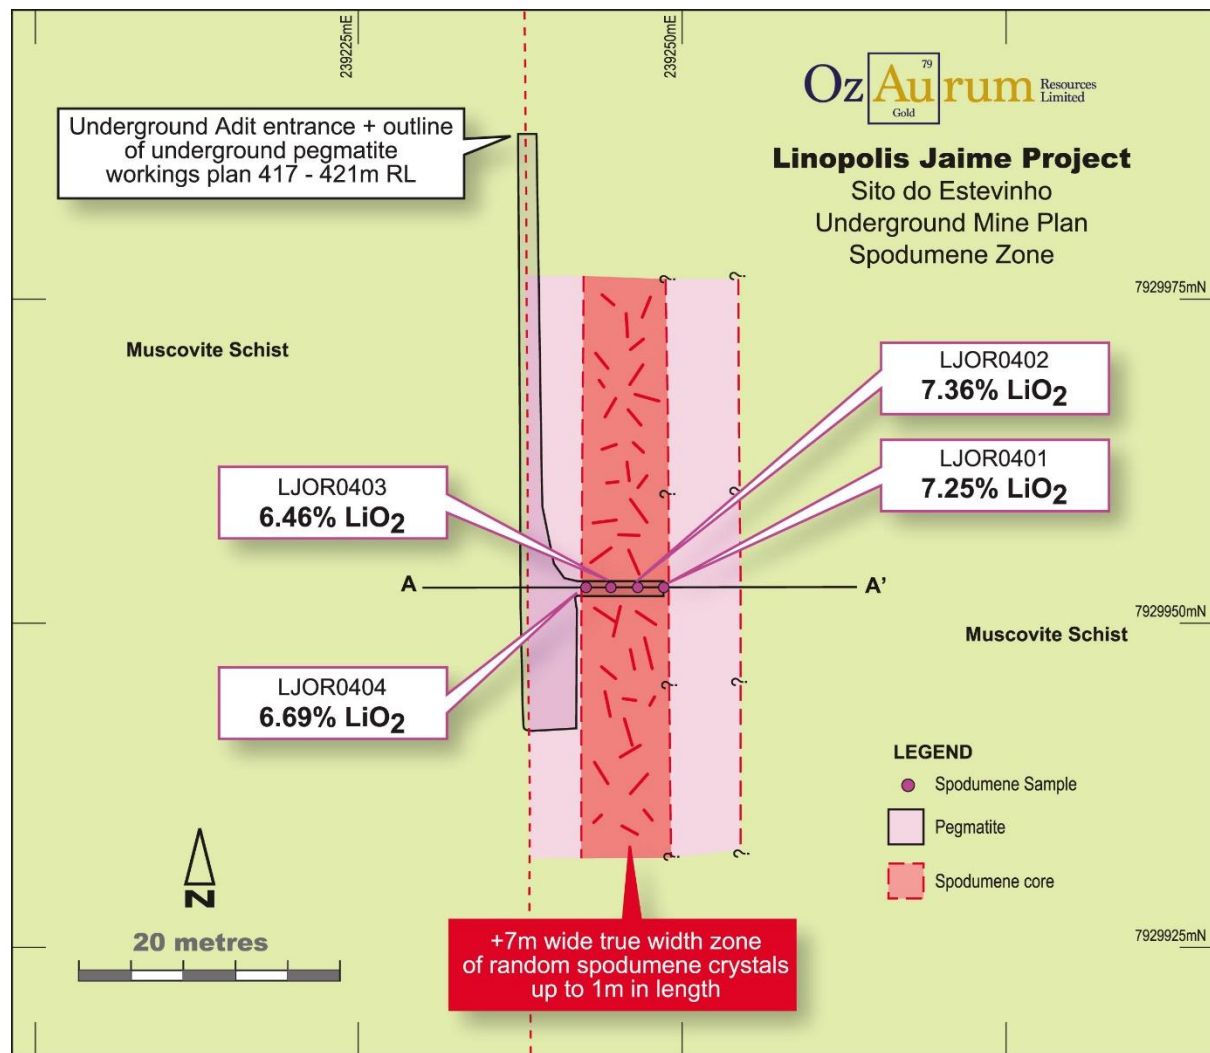 239225mE
239250mE
79
OzAurum Resources
Limited
Gold
Linopolis Jaime Project
Sito do Estevinho
Underground Mine Plan
Spodumene Zone
Underground Adit entrance + outline
of underground pegmatite
workings plan 417 - 421m RL
? ?
7929975mN
Muscovite Schist
LJOR0402
7.36% LiO2
LJOR0401
7.25% LiO2
LJOR0403
6.46% LiO2
? ?
A A'
7929950mN
Muscovite Schist
LJOR0404
6.69% LiO2
? ?
LEGEND
Spodumene Sample
Pegmatite
Spodumene core
? ?
N
20 metres
+7m wide true width zone
of random spodumene crystals
up to 1m in length
7929925mN